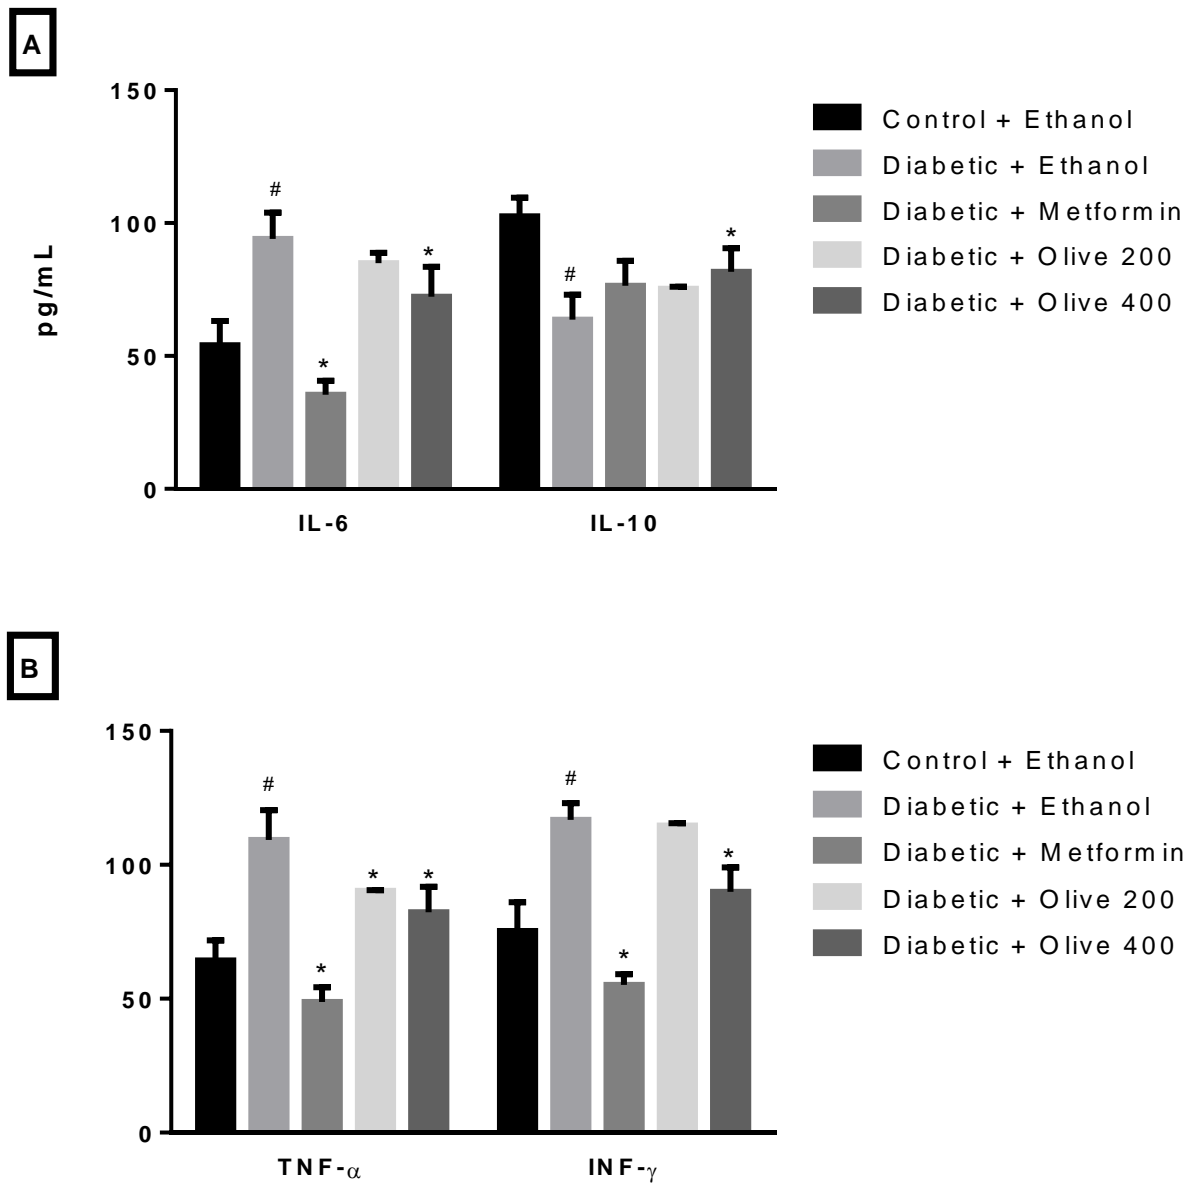 A
150
100
50
0
pg/mL
#
*
*
#
*
IL-6
IL-10
Control + Ethanol
Diabetic + Ethanol
Diabetic + Metformin
Diabetic + Olive 200
Diabetic + Olive 400
B
150
100
50
0
#
*
*
*
#
*
*
TNF-α
INF-γ
Control + Ethanol
Diabetic + Ethanol
Diabetic + Metformin
Diabetic + Olive 200
Diabetic + Olive 400